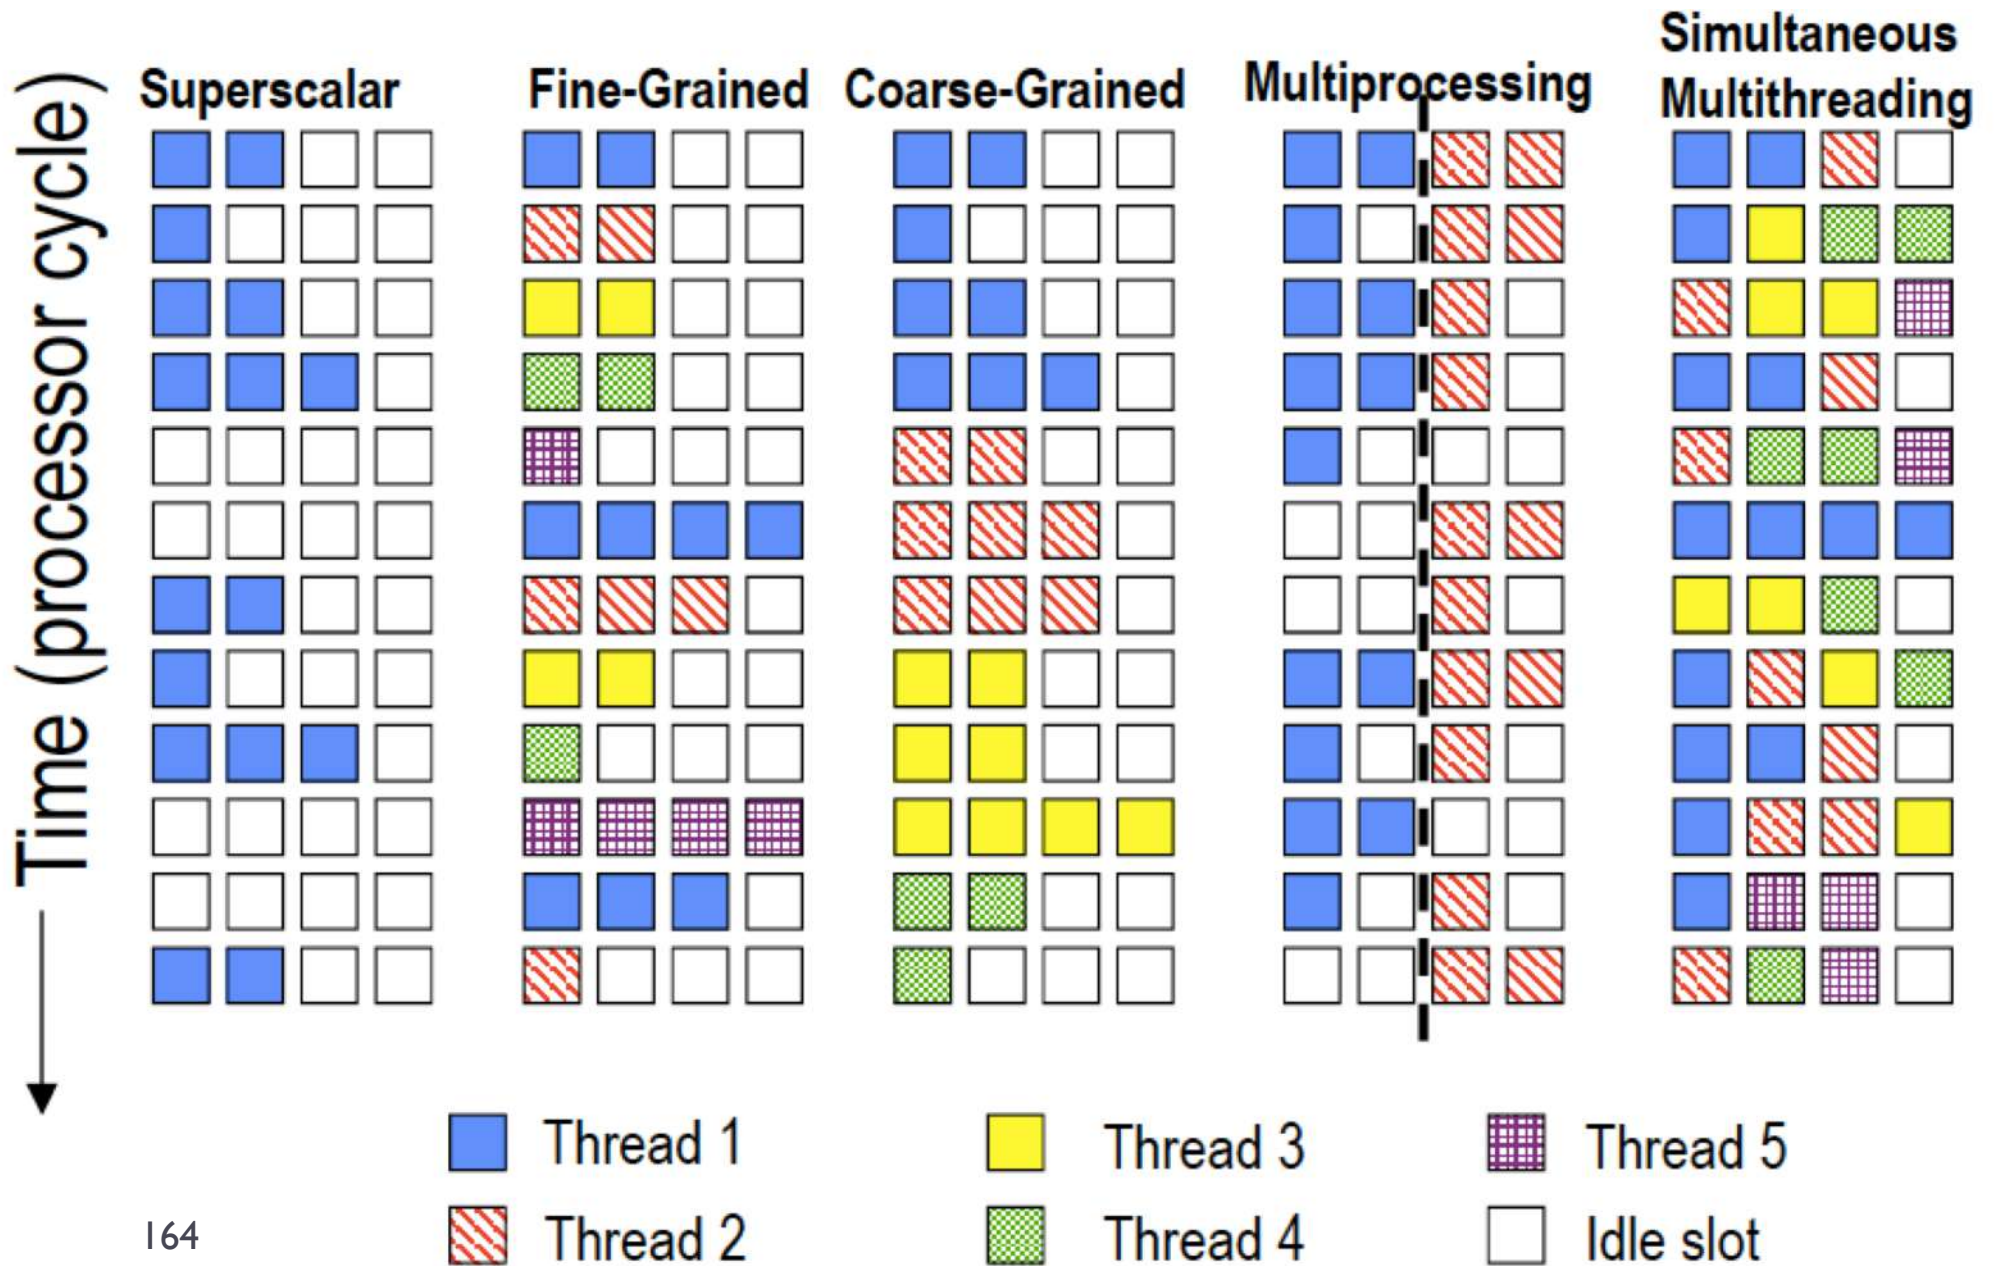 Simultaneous
Multithreading
Superscalar
Fine-Grained
Coarse-Grained
Multiprocessing
Time (processor cycle)
Thread 1
Thread 3
Thread 5
Thread 2
Thread 4
Idle slot
164